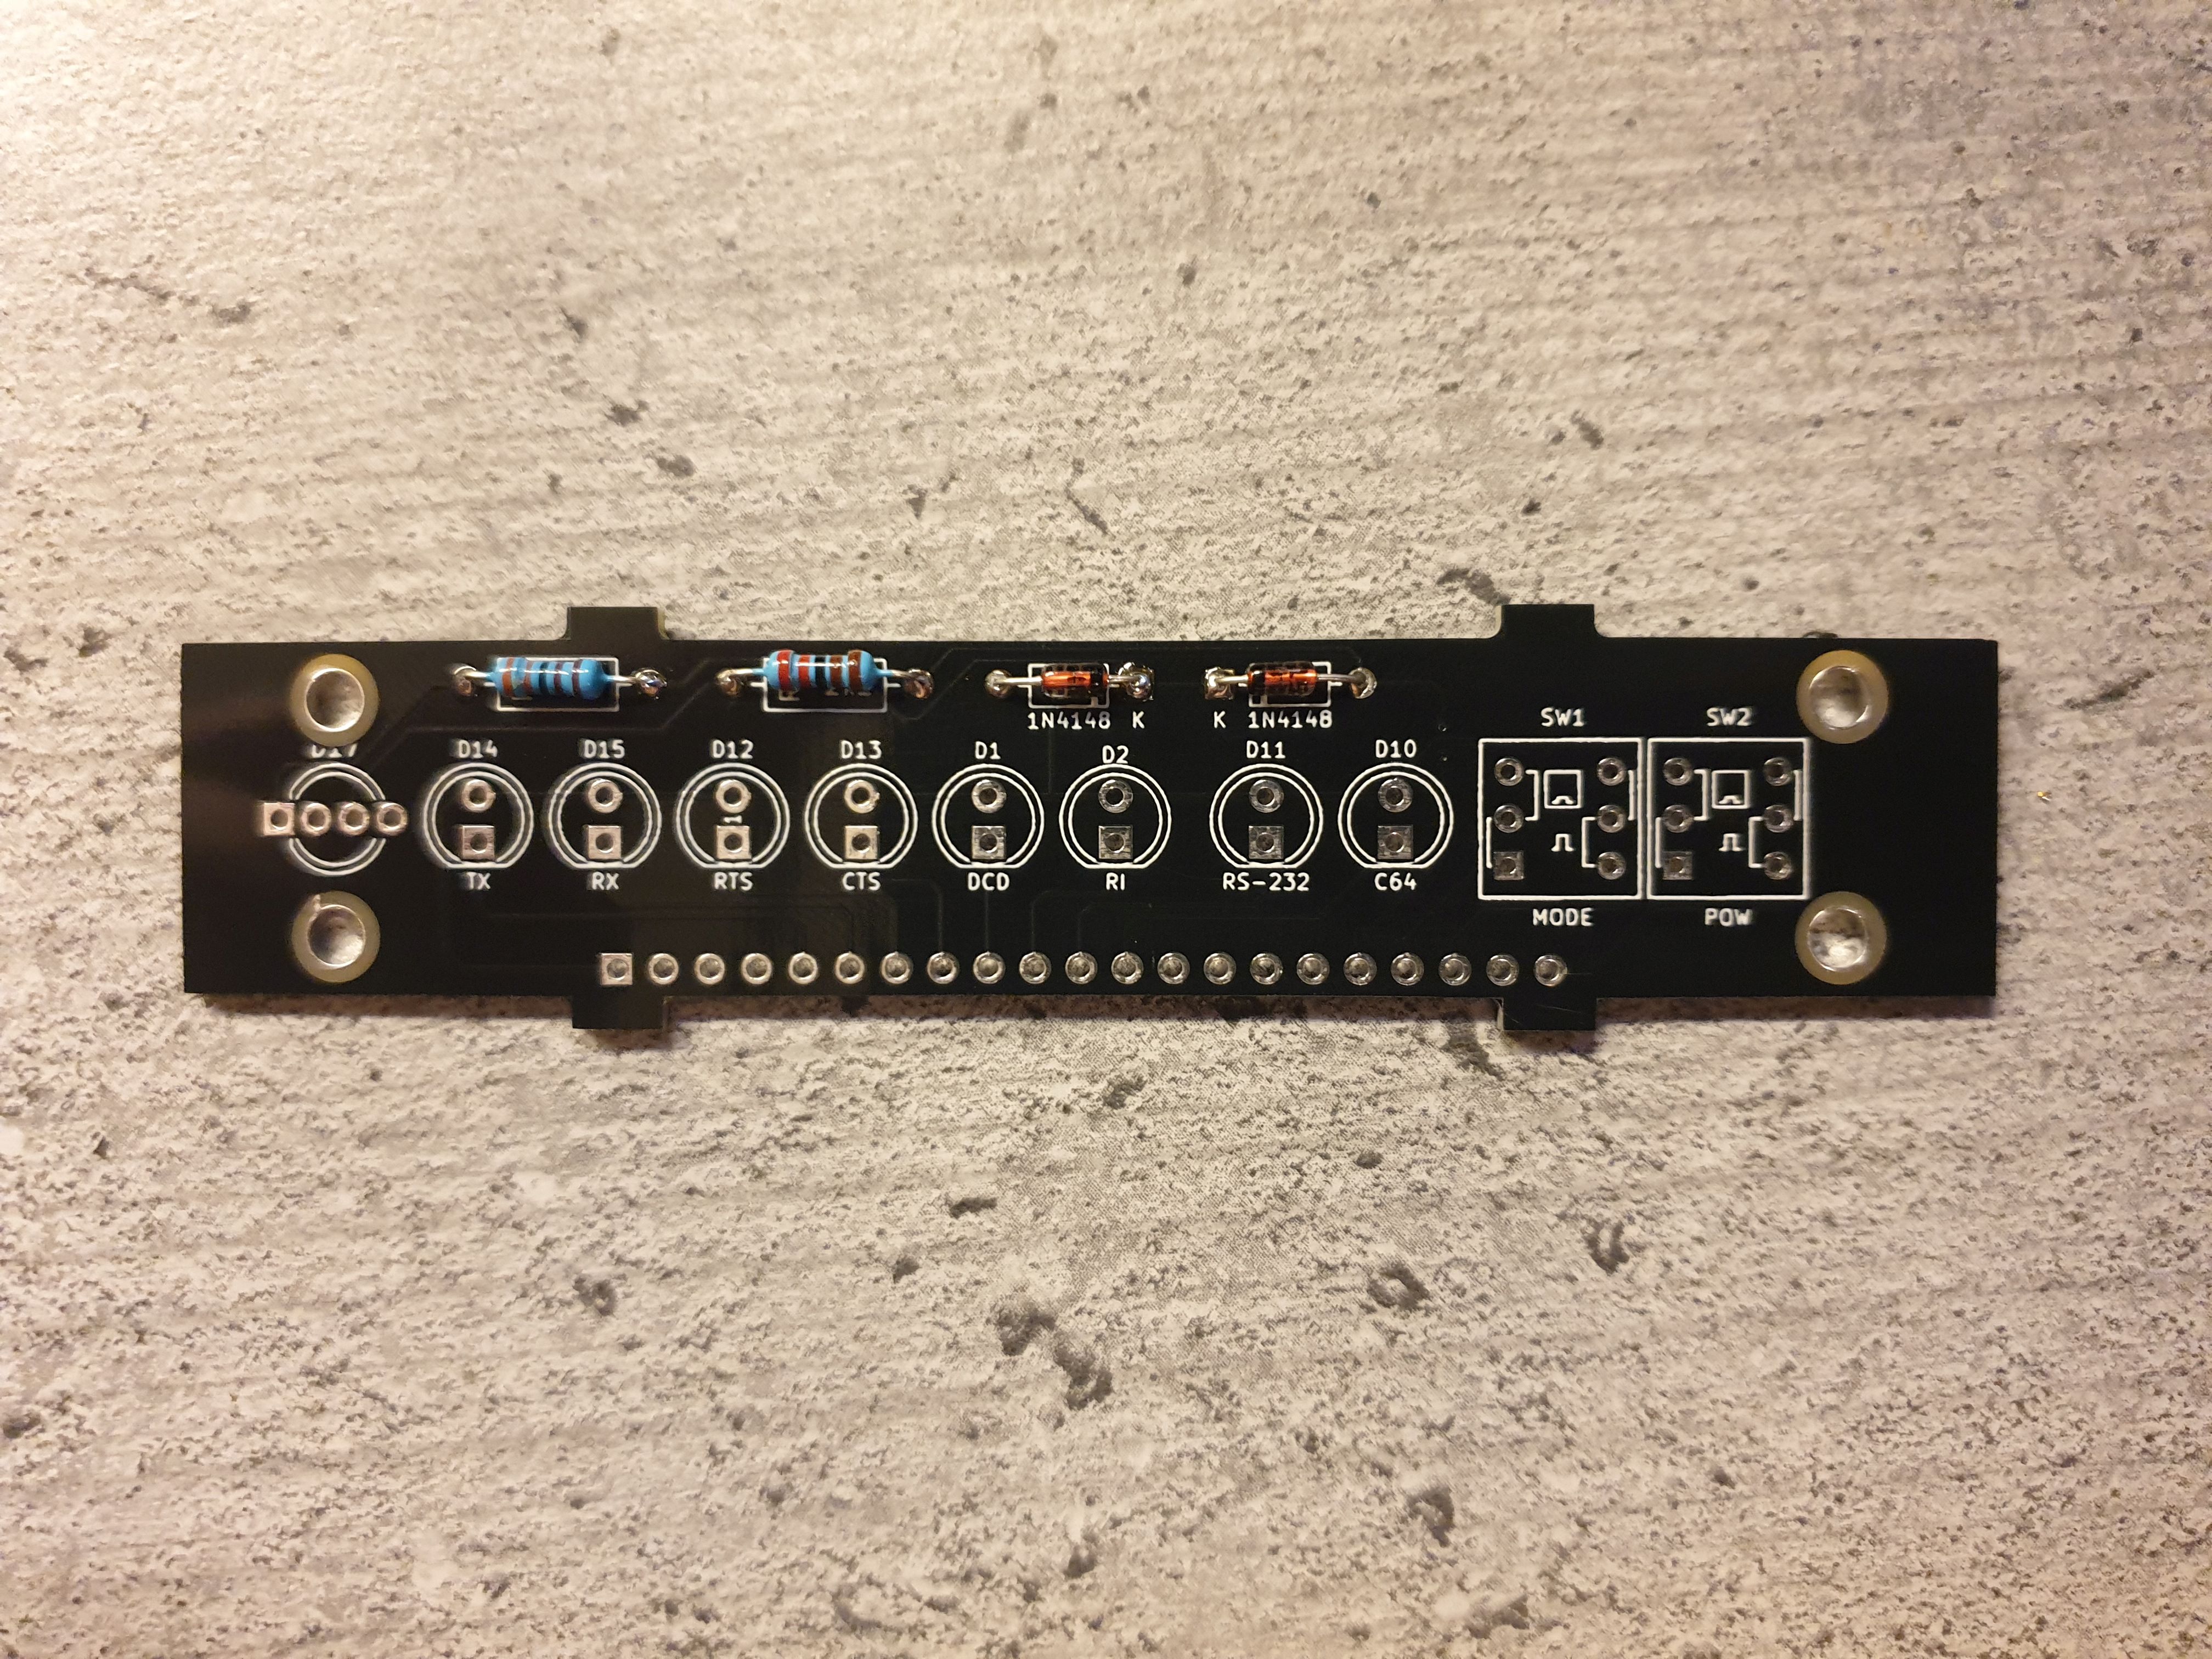 1N4148 K
K 1N4148
SW1
SW2
D14
D15
D12
D13
D1
D2
D11
D10
TX
RX
RTS
CTS
DCD
RI
RS-232
C64
MODE
POW